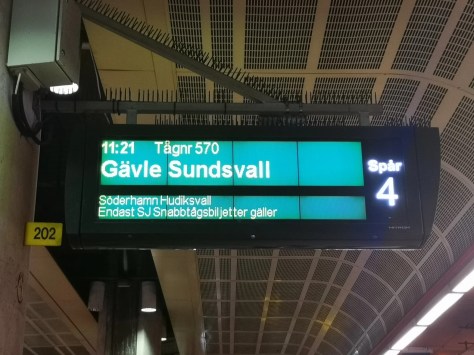 11:21 Tågnr 570
Gävle Sundsvall
Söderhamn Hudiksvall
Endast SJ Snabbtågsbiljetter gäller
Spår
4
202